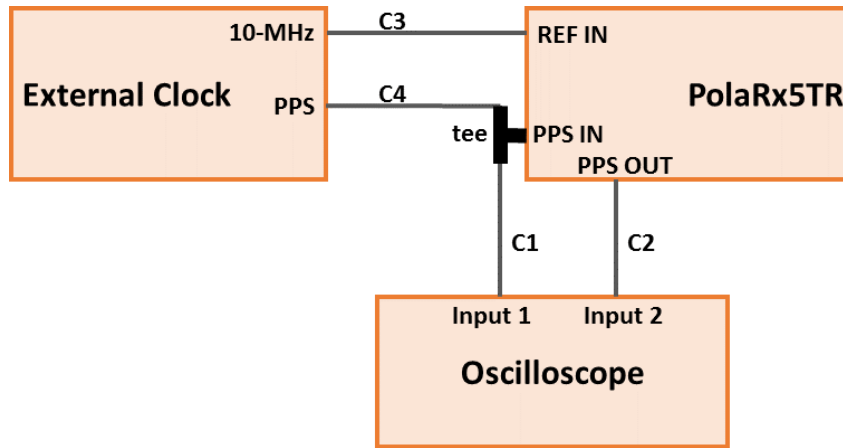 10-MHz
C3
REF IN
External Clock
PolaRx5TR
PPS
C4
tee
PPS IN
PPS OUT
C1
C2
Input 1
Input 2
Oscilloscope